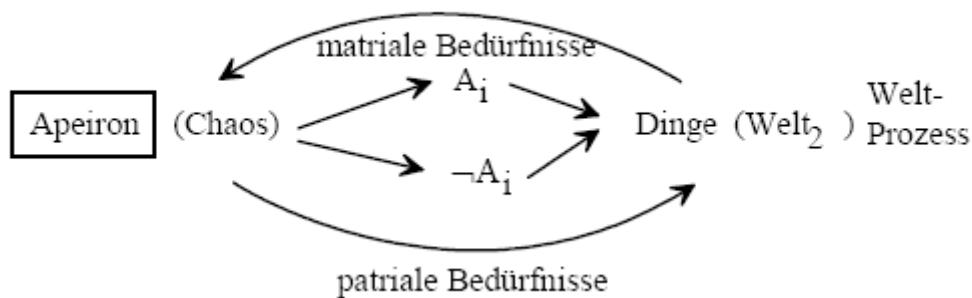 matriale Bedürfnisse
Aᵢ
Apeiron (Chaos)
Dinge (Welt₂ )
Welt-
Prozess
¬Aᵢ
patriale Bedürfnisse